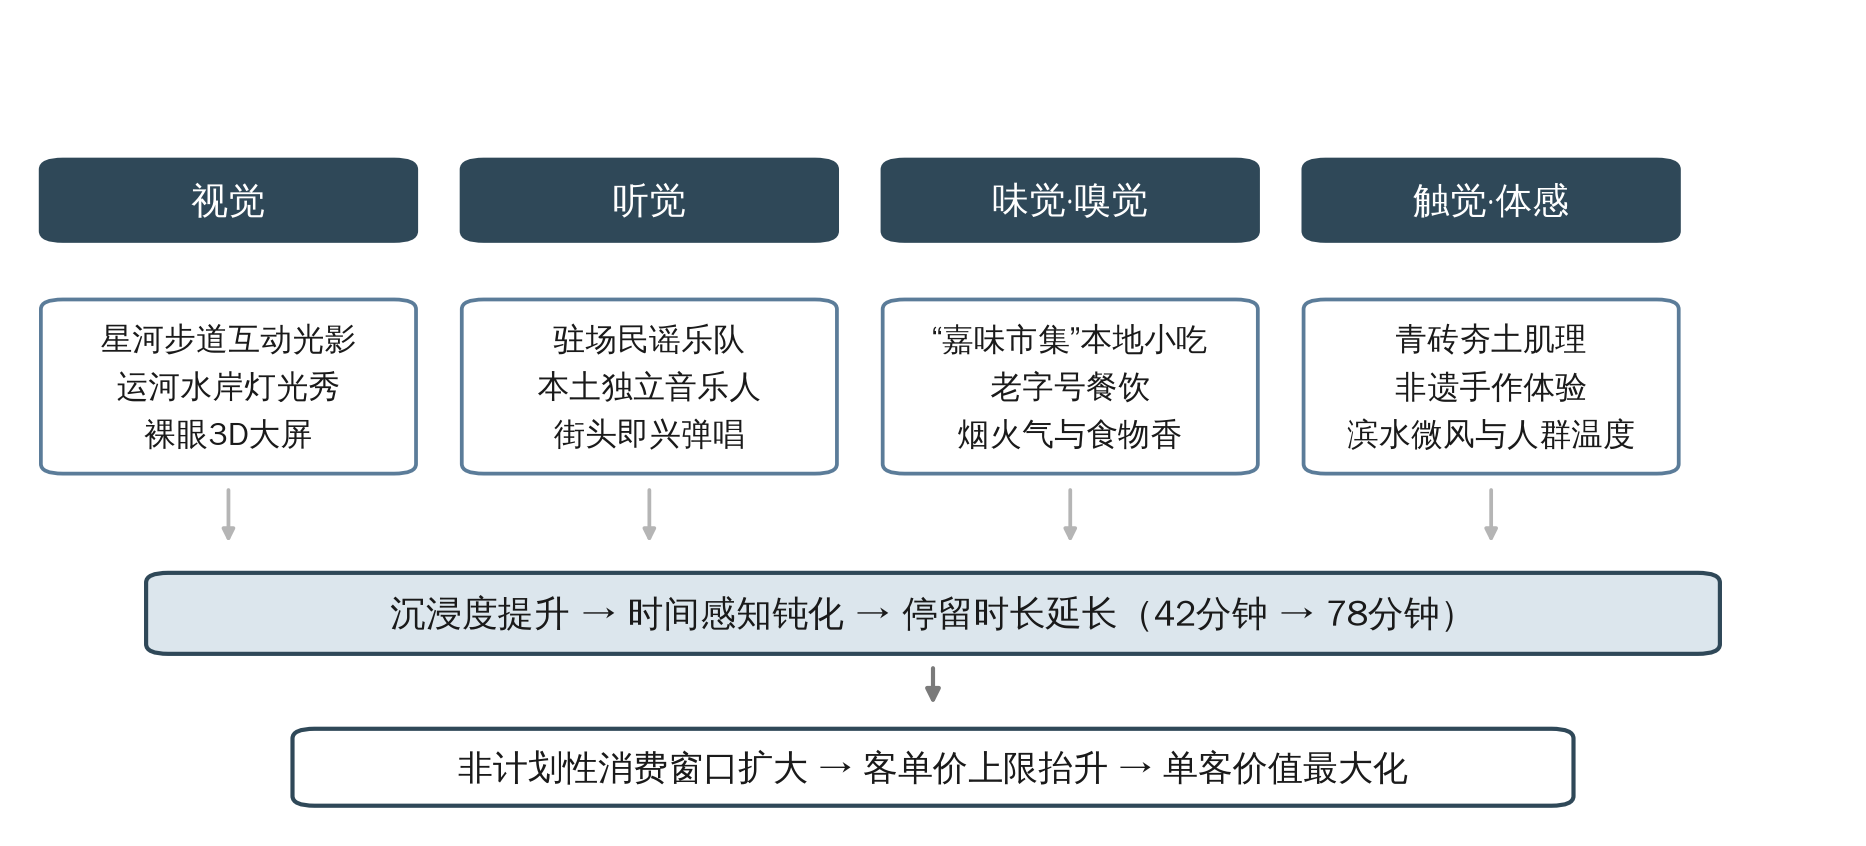 视觉
听觉
味觉·嗅觉
触觉·体感
星河步道互动光影
运河水岸灯光秀
裸眼3D大屏
驻场民谣乐队
本土独立音乐人
街头即兴弹唱
“嘉味市集”本地小吃
老字号餐饮
烟火气与食物香
青砖夯土肌理
非遗手作体验
滨水微风与人群温度
沉浸度提升 → 时间感知钝化 → 停留时长延长（42分钟 → 78分钟）
非计划性消费窗口扩大 → 客单价上限抬升 → 单客价值最大化